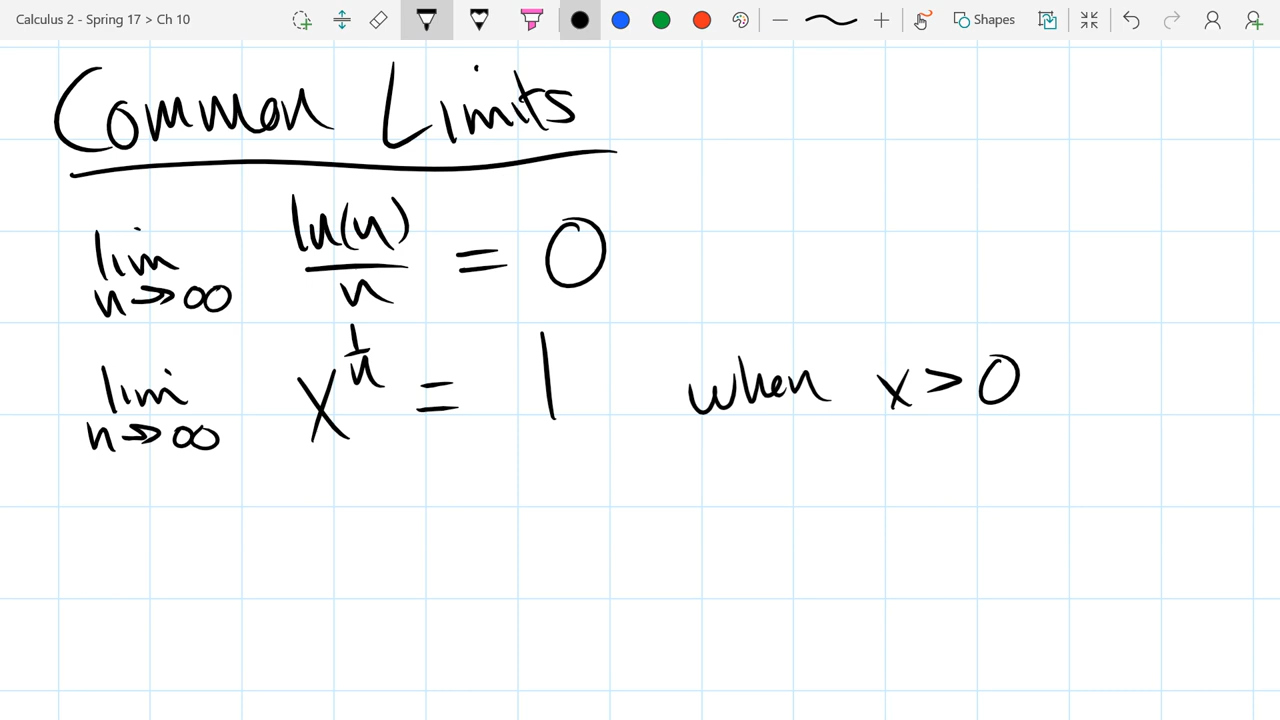 Calculus 2 - Spring 17 > Ch 10
Shapes
Common Limits
lim n→∞ ln(n)/n = 0
lim n→∞ x^(1/n) = 1 when x > 0